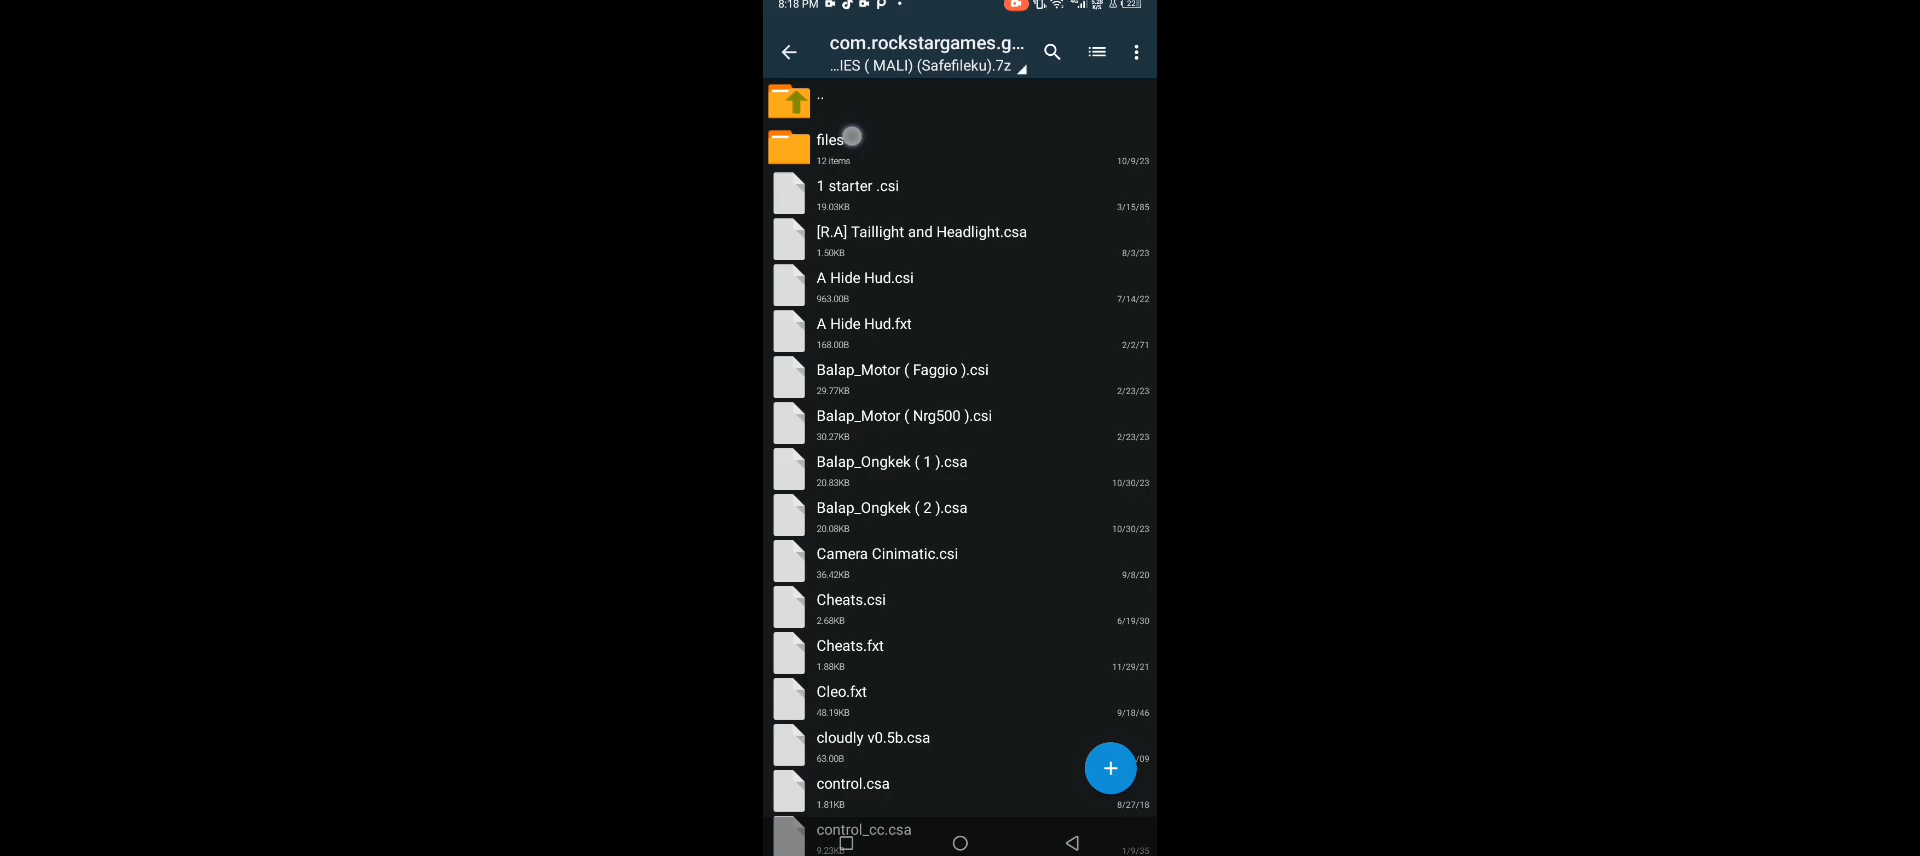 8:18 PM
5.28
K/S
22
com.rockstargames.g...
...IES ( MALI) (Safefileku).7z
..
files
12 items
10/9/23
1 starter .csi
19.03KB
3/15/85
[R.A] Taillight and Headlight.csa
1.50KB
8/3/23
A Hide Hud.csi
963.00B
7/14/22
A Hide Hud.fxt
168.00B
2/2/71
Balap_Motor ( Faggio ).csi
29.77KB
2/23/23
Balap_Motor ( Nrg500 ).csi
30.27KB
2/23/23
Balap_Ongkek ( 1 ).csa
20.83KB
10/30/23
Balap_Ongkek ( 2 ).csa
20.08KB
10/30/23
Camera Cinimatic.csi
36.42KB
9/8/20
Cheats.csi
2.68KB
6/19/30
Cheats.fxt
1.88KB
11/29/21
Cleo.fxt
48.19KB
9/18/46
cloudly v0.5b.csa
63.00B
/09
control.csa
1.81KB
8/27/18
control_cc.csa
9.23KB
1/9/35